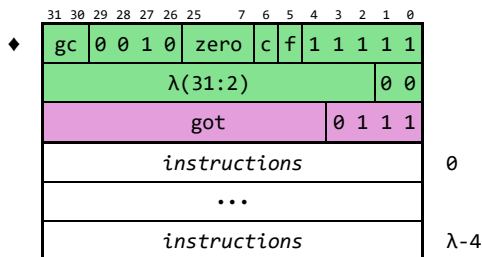 31 30 29 28 27 26 25 7 6 5 4 3 2 1 0
♦ gc 0 0 1 0 zero c f 1 1 1 1 1
λ(31:2) 0 0
got 0 1 1 1
instructions 0
...
instructions λ-4